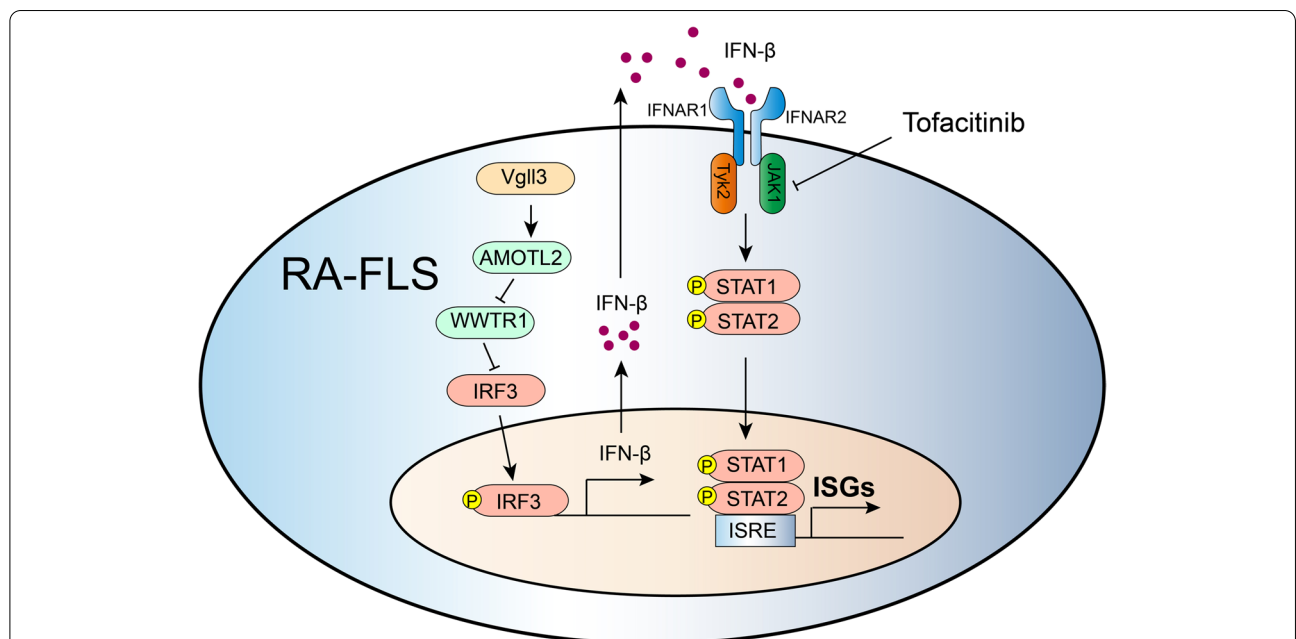 IFN-β
IFNAR1
IFNAR2
Tofacitinib
Vgll3
Tyk2
JAK1
AMOTL2
RA-FLS
P STAT1
IFN-β
P STAT2
WWTR1
IRF3
IFN-β
P STAT1
ISGs
P IRF3
P STAT2
ISRE